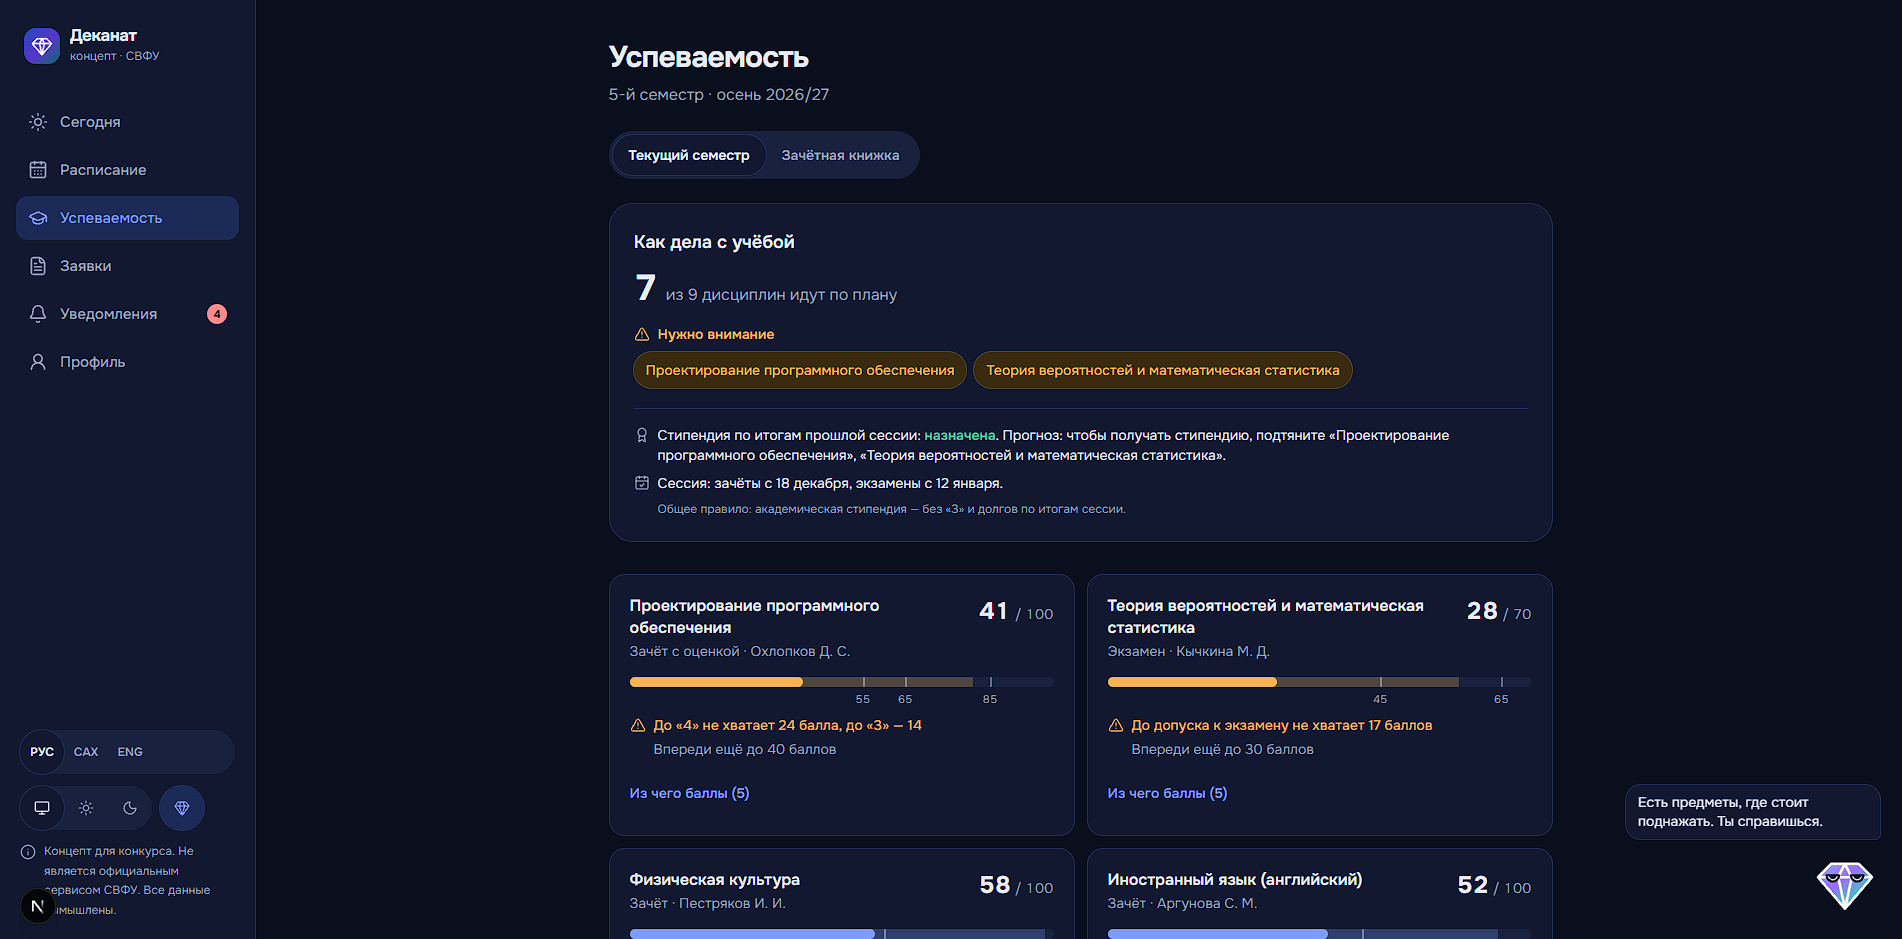 Деканат
концепт · СВФУ
Сегодня
Расписание
Успеваемость
Заявки
Уведомления
4
Профиль
РУС САХ ENG
Концепт для конкурса. Не
является официальным
сервисом СВФУ. Все данные
N
Успеваемость
5-й семестр · осень 2026/27
Текущий семестр Зачётная книжка
Как дела с учёбой
7 из 9 дисциплин идут по плану
Нужно внимание
Проектирование программного обеспечения Теория вероятностей и математическая статистика
Стипендия по итогам прошлой сессии: назначена. Прогноз: чтобы получать стипендию, подтяните «Проектирование
программного обеспечения», «Теория вероятностей и математическая статистика».
Сессия: зачёты с 18 декабря, экзамены с 12 января.
Общее правило: академическая стипендия — без «3» и долгов по итогам сессии.
Проектирование программного
обеспечения
41 / 100
Зачёт с оценкой · Охлопков Д. С.
55 65 85
До «4» не хватает 24 балла, до «3» — 14
Впереди ещё до 40 баллов
Из чего баллы (5)
Теория вероятностей и математическая
статистика
28 / 70
Экзамен · Кычкина М. Д.
45 65
До допуска к экзамену не хватает 17 баллов
Впереди ещё до 30 баллов
Из чего баллы (5)
Физическая культура
58 / 100
Зачёт · Пестряков И. И.
Иностранный язык (английский)
52 / 100
Зачёт · Аргунова С. М.
Есть предметы, где стоит
поднажать. Ты справишься.